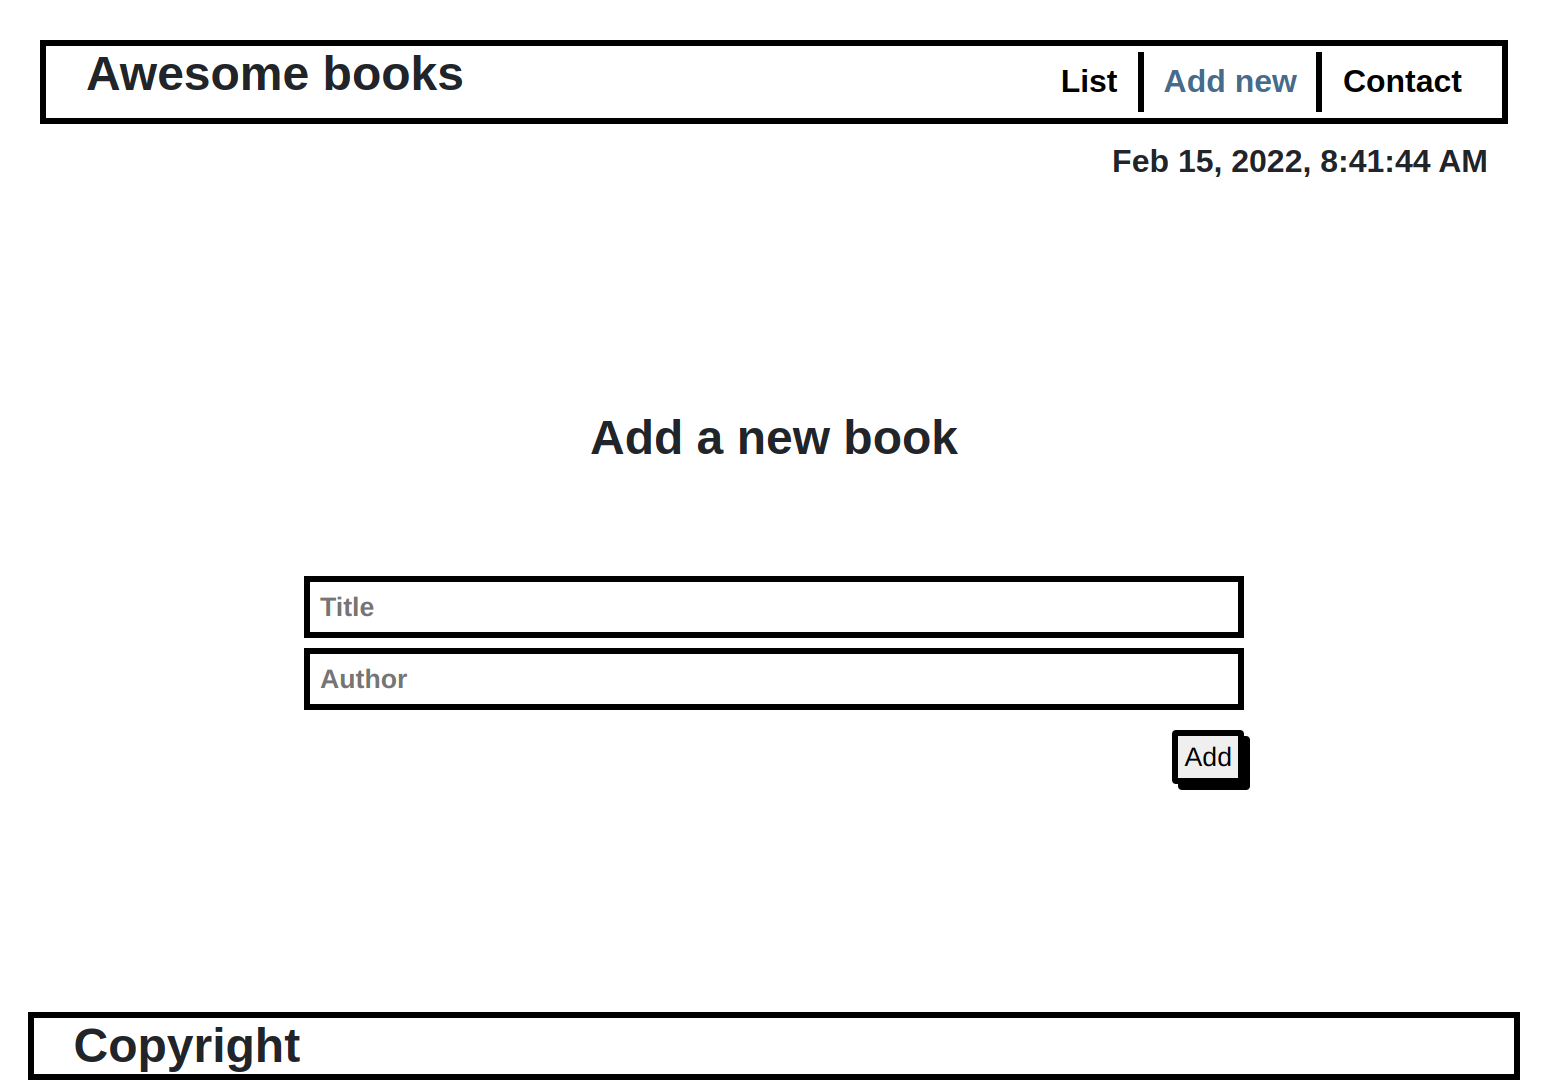 Awesome books
List
Add new
Contact
Feb 15, 2022, 8:41:44 AM
Add a new book
Title
Author
Add
Copyright